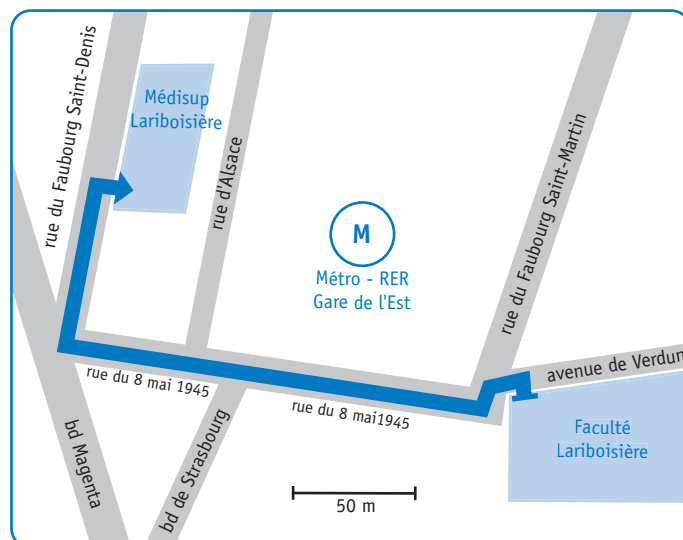 rue du Faubourg Saint-Denis
Médisup
Lariboisière
rue d'Alsace
rue du Faubourg Saint-Martin
M
Métro - RER
Gare de l'Est
avenue de Verdun
rue du 8 mai 1945
rue du 8 mai1945
bd Magenta
bd de Strasbourg
Faculté
Lariboisière
50 m